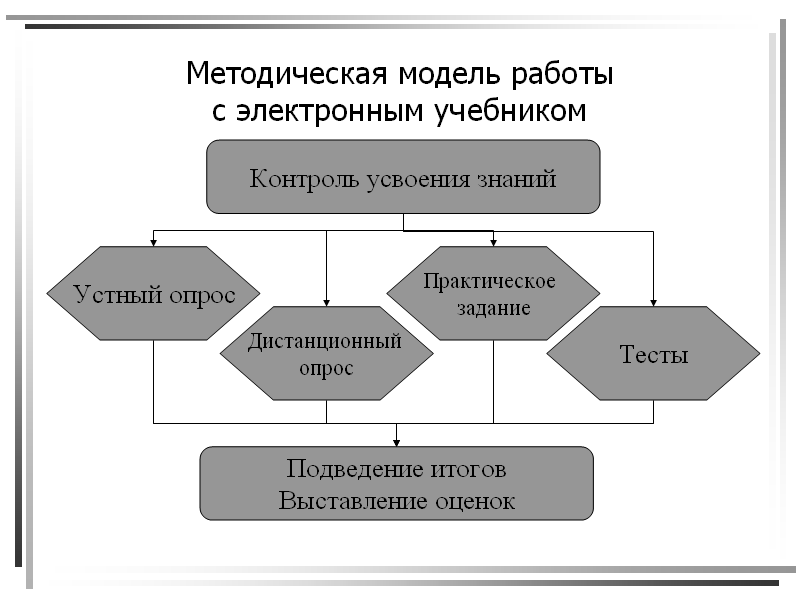 Методическая модель работы
с электронным учебником
Контроль усвоения знаний
Устный опрос
Дистанционный
опрос
Практическое
задание
Тесты
Подведение итогов
Выставление оценок